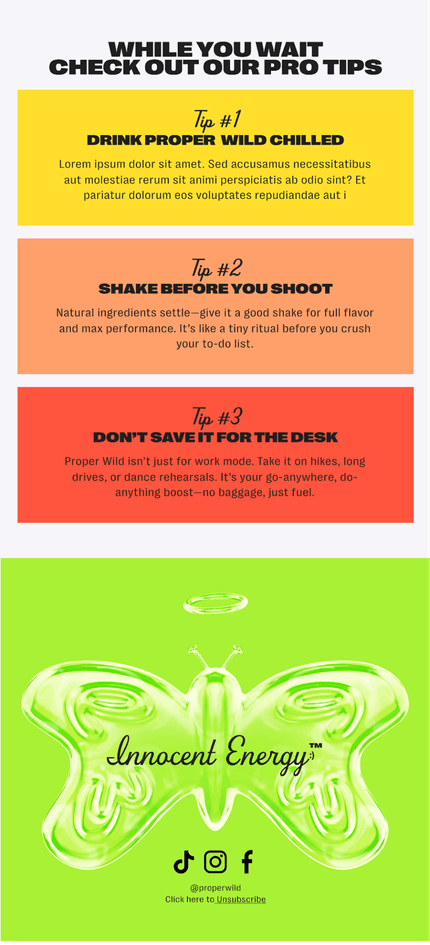 WHILE YOU WAIT
CHECK OUT OUR PRO TIPS
Tip #1
DRINK PROPER WILD CHILLED
Lorem ipsum dolor sit amet. Sed accusamus necessitatibus
aut molestiae rerum sit animi perspiciatis ab odio sint? Et
pariatur dolorum eos voluptates repudiandae aut i
Tip #2
SHAKE BEFORE YOU SHOOT
Natural ingredients settle—give it a good shake for full flavor
and max performance. It’s like a tiny ritual before you crush
your to-do list.
Tip #3
DON’T SAVE IT FOR THE DESK
Proper Wild isn’t just for work mode. Take it on hikes, long
drives, or dance rehearsals. It’s your go-anywhere, do-
anything boost—no baggage, just fuel.
Innocent Energy™ :)
@properwild
Click here to Unsubscribe